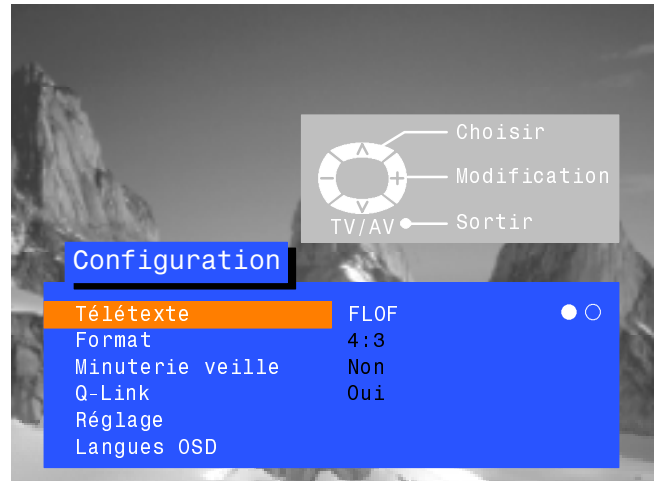 Choisir
Modification
TV/AV Sortir
Configuration
Télétexte FLOF
Format 4:3
Minuterie veille Non
Q-Link Oui
Réglage
Langues OSD